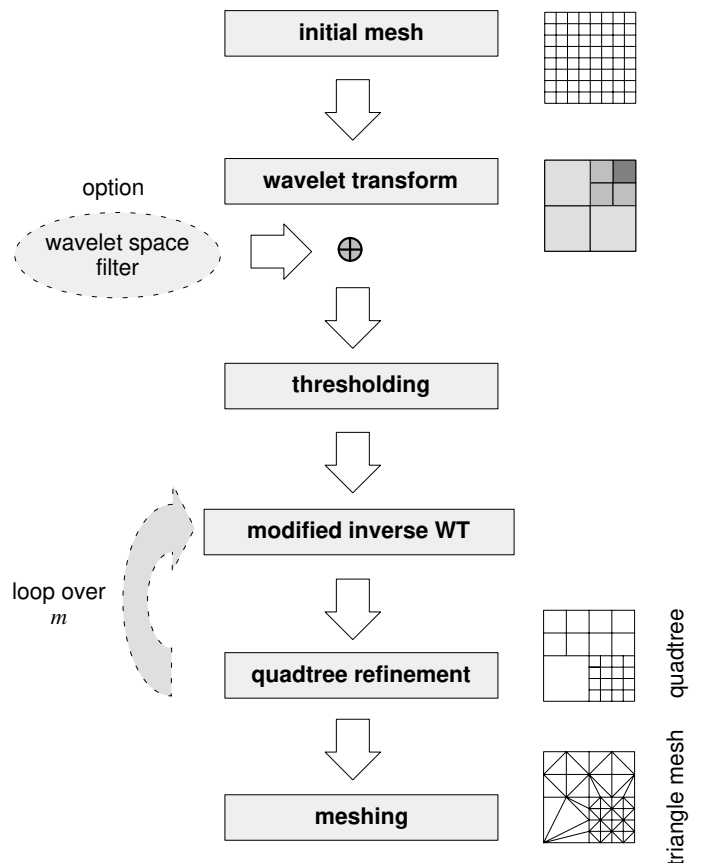 initial mesh
wavelet transform
option
wavelet space
filter
thresholding
modified inverse WT
loop over
m
quadtree refinement
quadtree
meshing
triangle mesh